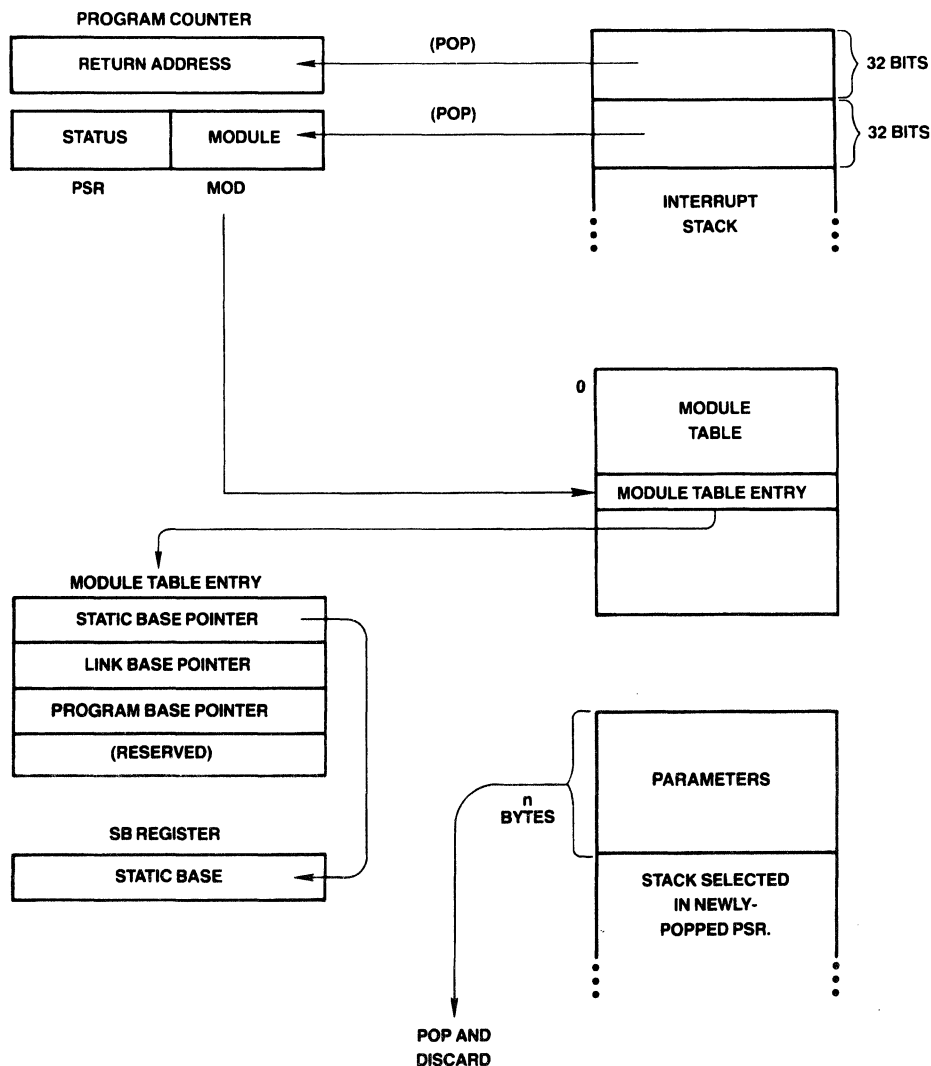 PROGRAM COUNTER
RETURN ADDRESS
(POP)
32 BITS
STATUS
MODULE
(POP)
32 BITS
PSR
MOD
INTERRUPT
STACK
0
MODULE
TABLE
MODULE TABLE ENTRY
MODULE TABLE ENTRY
STATIC BASE POINTER
LINK BASE POINTER
PROGRAM BASE POINTER
(RESERVED)
n
BYTES
PARAMETERS
SB REGISTER
STATIC BASE
STACK SELECTED
IN NEWLY-
POPPED PSR.
POP AND
DISCARD